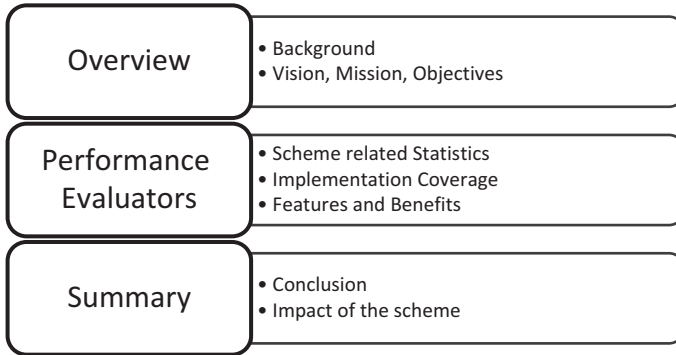 Overview
• Background
• Vision, Mission, Objectives
Performance
Evaluators
• Scheme related Statistics
• Implementation Coverage
• Features and Benefits
Summary
• Conclusion
• Impact of the scheme